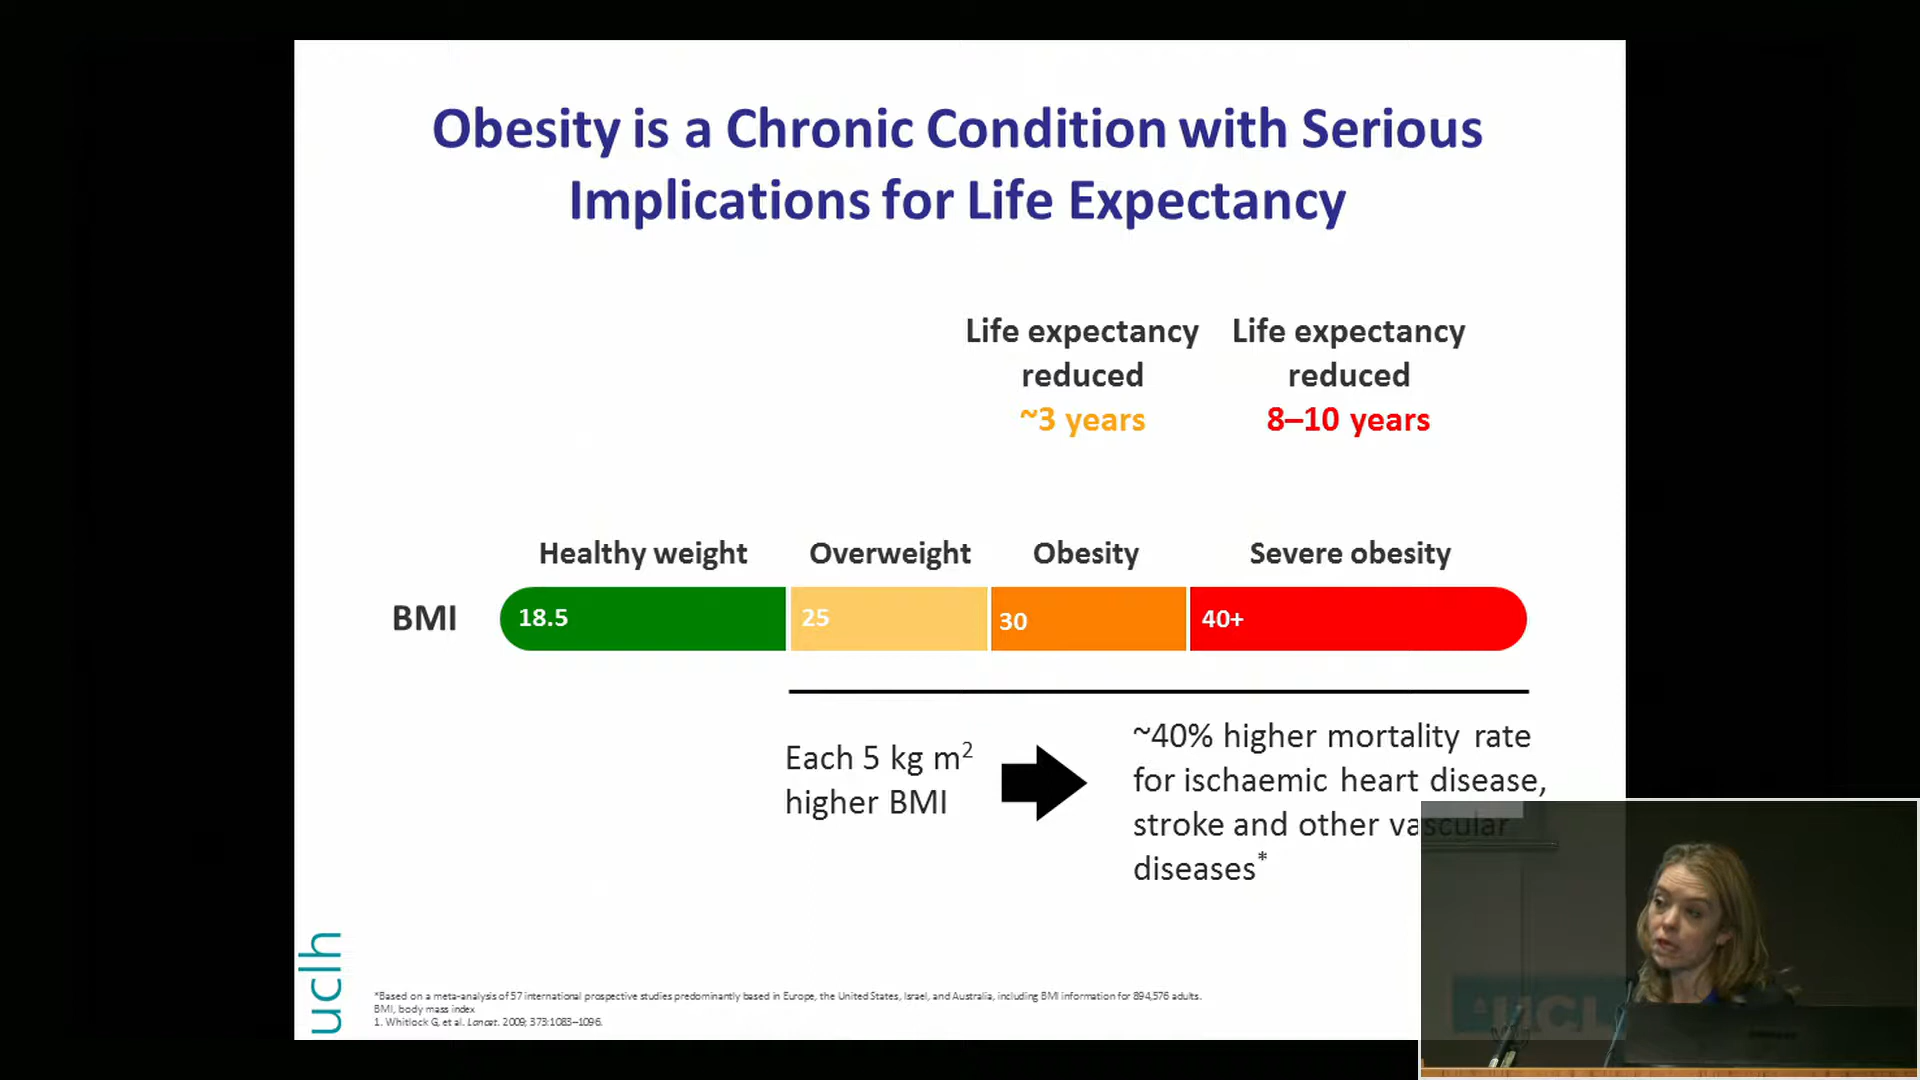 Obesity is a Chronic Condition with Serious
Implications for Life Expectancy
Life expectancy
reduced
~3 years
Life expectancy
reduced
8–10 years
Healthy weight
Overweight
Obesity
Severe obesity
BMI
18.5
25
30
40+
Each 5 kg m2
higher BMI
~40% higher mortality rate
for ischaemic heart disease,
stroke and other vascular
diseases*
uclh
*Based on a meta-analysis of 57 international prospective studies predominantly based in Europe, the United States, Israel, and Australia, including BMI information for 894,576 adults.
BMI, body mass index
1. Whitlock G, et al. Lancet. 2009; 373:1083–1096.
UCL